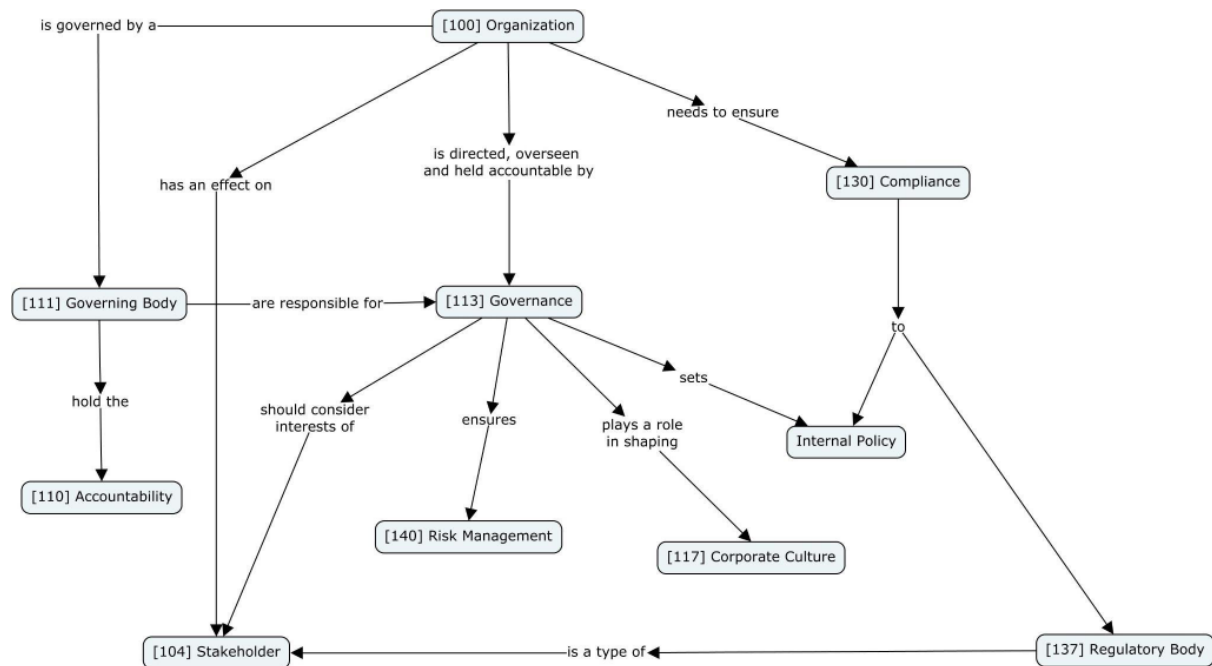 is governed by a
[100] Organization
needs to ensure
is directed, overseen
and held accountable by
has an effect on
[130] Compliance
[111] Governing Body
are responsible for
[113] Governance
to
sets
hold the
should consider
interests of
ensures
plays a role
in shaping
Internal Policy
[110] Accountability
[140] Risk Management
[117] Corporate Culture
[104] Stakeholder
is a type of
[137] Regulatory Body